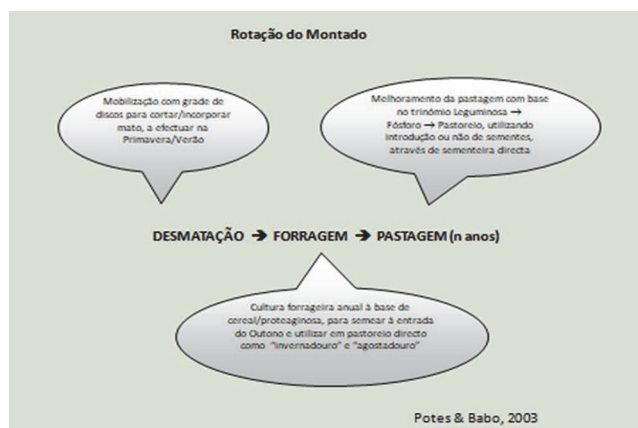 Rotação do Montado
Mobilização com grade de
discos para cortar/incorporar
mato, a efectuar na
Primavera/Verão
Melhoramento da pastagem com base
no trinómio Leguminosa →
Fósforo → Pastoreio, utilizando
introdução ou não de sementes,
através de sementeira directa
DESMATAÇÃO → FORRAGEM → PASTAGEM (n anos)
Cultura forrageira anual à base de
cereal/proteaginosa, para semear à entrada
do Outono e utilizar em pastoreio directo
como “invernadouro” e “agostadouro”
Potes & Babo, 2003